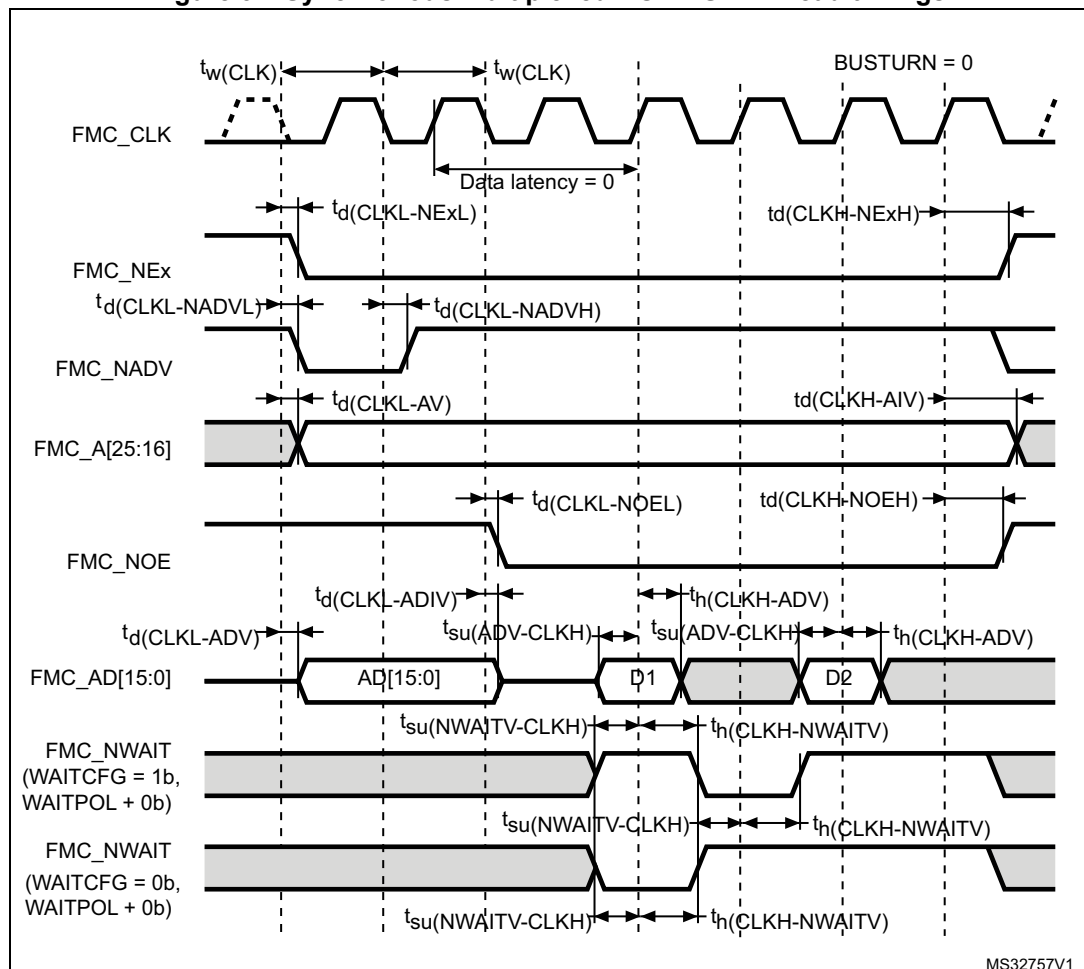 tw(CLK) tw(CLK) BUSTURN = 0
FMC_CLK
Data latency = 0
td(CLKL-NExL) td(CLKH-NExH)
FMC_NEx
td(CLKL-NADVL) td(CLKL-NADVH)
FMC_NADV
td(CLKL-AV) td(CLKH-AIV)
FMC_A[25:16]
td(CLKL-NOEL) td(CLKH-NOEH)
FMC_NOE
td(CLKL-ADIV) th(CLKH-ADV)
td(CLKL-ADV) tsu(ADV-CLKH) tsu(ADV-CLKH) th(CLKH-ADV)
FMC_AD[15:0] AD[15:0] D1 D2
tsu(NWAITV-CLKH) th(CLKH-NWAITV)
FMC_NWAIT
(WAITCFG = 1b,
WAITPOL + 0b)
tsu(NWAITV-CLKH) th(CLKH-NWAITV)
FMC_NWAIT
(WAITCFG = 0b,
WAITPOL + 0b)
tsu(NWAITV-CLKH) th(CLKH-NWAITV)
MS32757V1